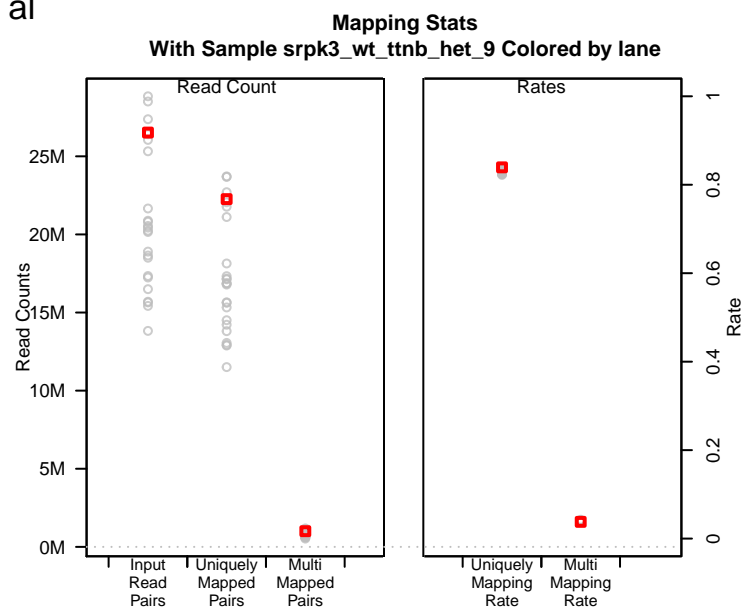 al
Mapping Stats
With Sample srpk3_wt_ttnb_het_9 Colored by lane
Read Count
Rates
Read Counts
25M
20M
15M
10M
5M
0M
1
0.8
0.6
0.4
0.2
0
Rate
Input
Read
Pairs
Uniquely
Mapped
Pairs
Multi
Mapped
Pairs
Uniquely
Mapping
Rate
Multi
Mapping
Rate